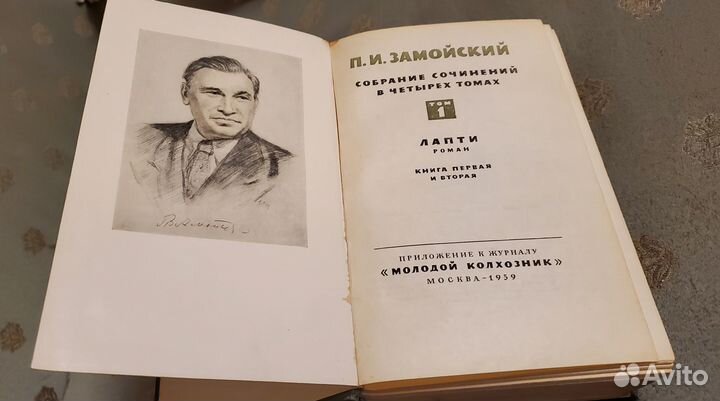 П. И. ЗАМОЙСКИЙ
СОБРАНИЕ СОЧИНЕНИЙ
В ЧЕТЫРЕХ ТОМАХ
ТОМ
1
ЛАПТИ
РОМАН
КНИГА ПЕРВАЯ
И ВТОРАЯ
ПРИЛОЖЕНИЕ К ЖУРНАЛУ
«МОЛОДОЙ КОЛХОЗНИК»
МОСКВА–1959
Avito